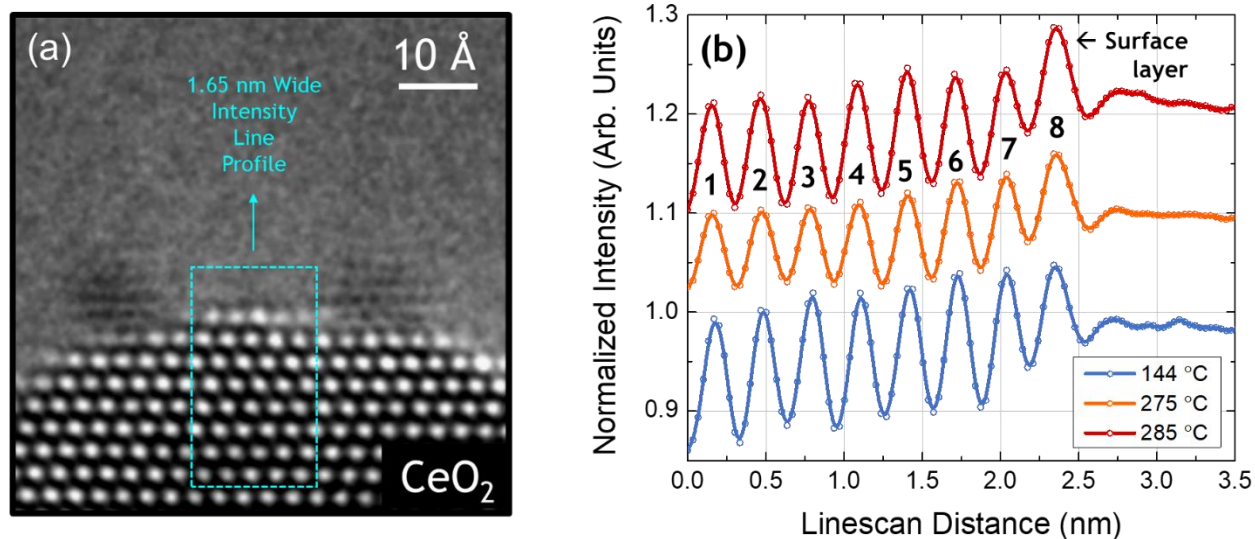 (a)
10 Å
1.65 nm Wide
Intensity
Line
Profile
CeO₂
(b)
← Surface
layer
1 2 3 4 5 6 7 8
144 °C
275 °C
285 °C
Normalized Intensity (Arb. Units)
1.3
1.2
1.1
1.0
0.9
0.0 0.5 1.0 1.5 2.0 2.5 3.0 3.5
Linescan Distance (nm)